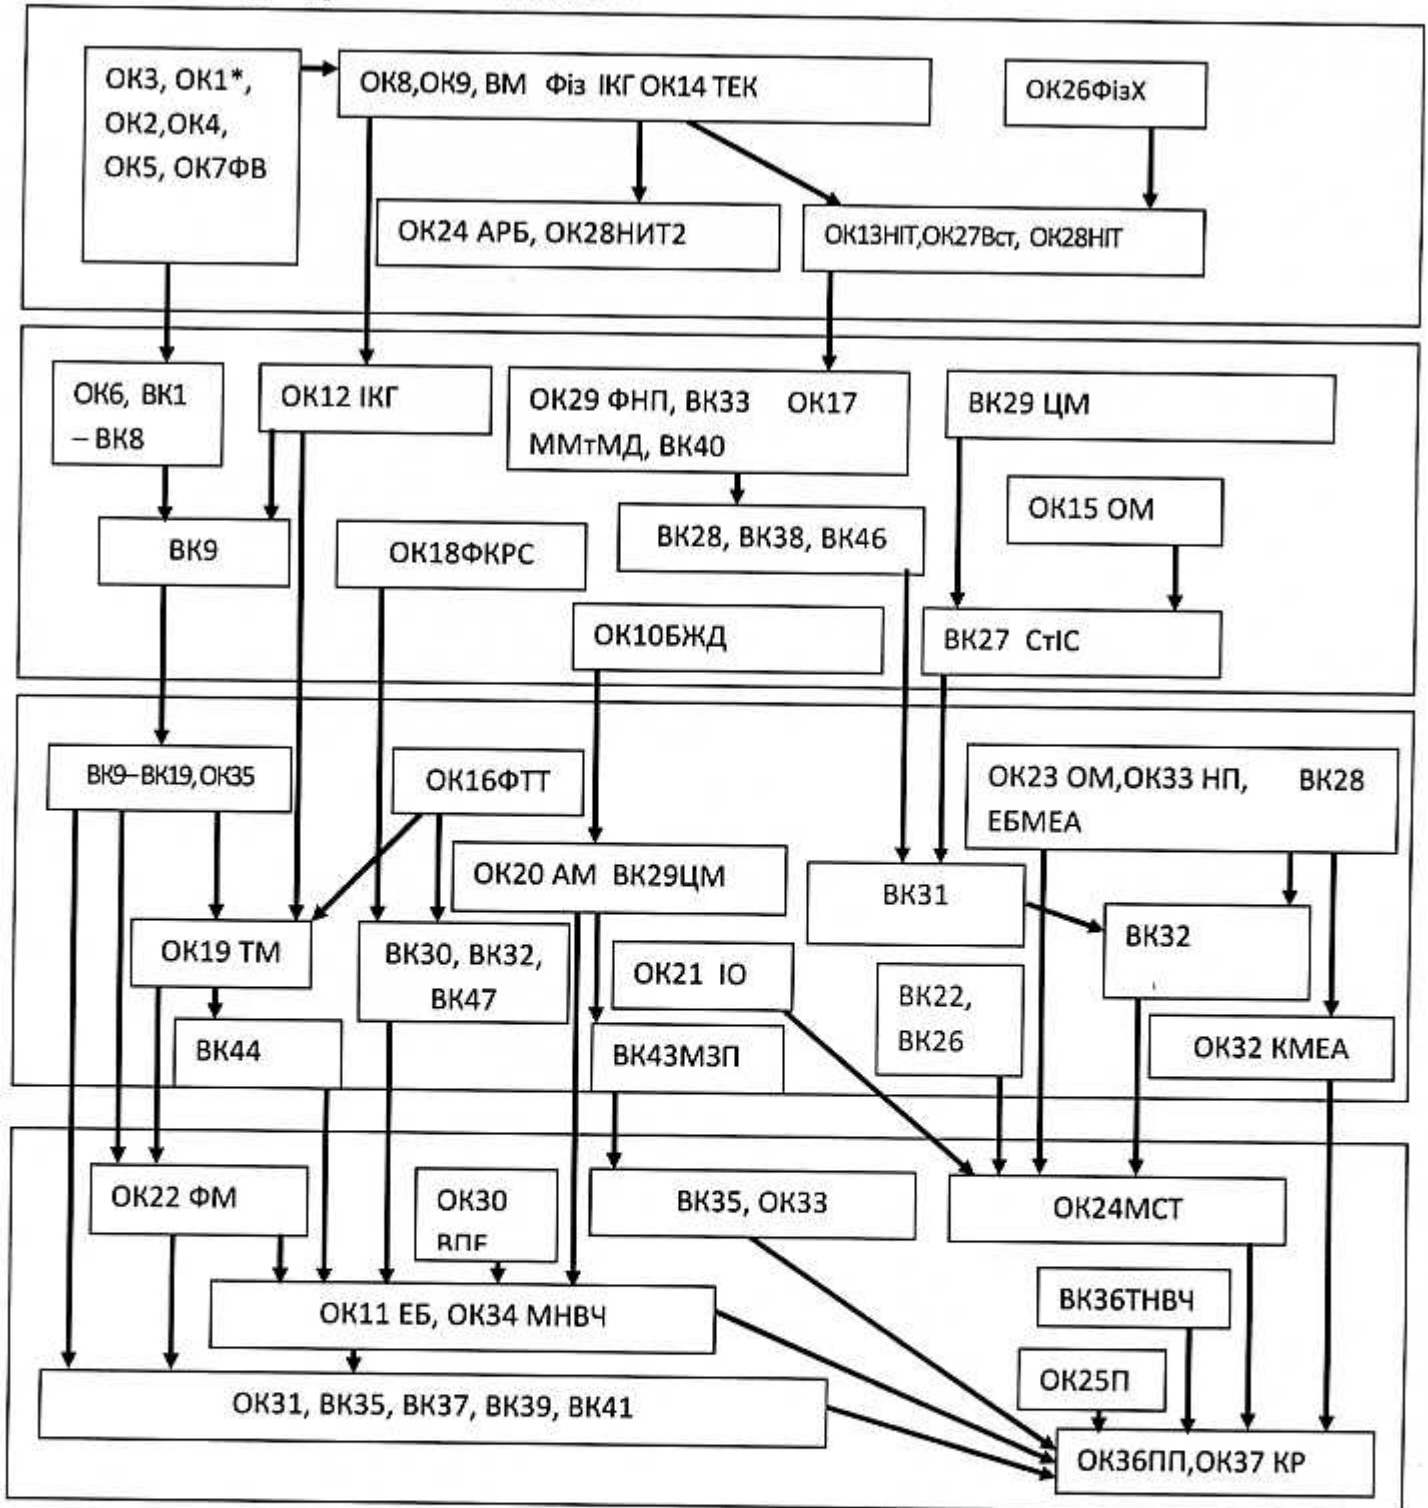 ОК3, ОК1*,
ОК2,ОК4,
ОК5, ОК7ФВ
ОК8,ОК9, ВМ Фіз ІКГ ОК14 ТЕК
ОК26ФізХ
ОК24 АРБ, ОК28НИТ2
ОК13НІТ,ОК27Вст, ОК28НІТ
ОК6, ВК1
– ВК8
ОК12 ІКГ
ОК29 ФНП, ВК33 ОК17
ММтМД, ВК40
ВК29 ЦМ
ОК15 ОМ
ВК9
ОК18ФКРС
ВК28, ВК38, ВК46
ОК10БЖД
ВК27 СтІС
ВК9–ВК19,ОК35
ОК16ФТТ
ОК23 ОМ,ОК33 НП, ВК28
ЕБМЕА
ОК20 АМ ВК29ЦМ
ВК31
ВК32
ОК19 ТМ
ВК30, ВК32,
ВК47
ОК21 ІО
ВК22,
ВК26
ВК44
ВК43МЗП
ОК32 КМЕА
ОК22 ФМ
ОК30
ВПЕ
ВК35, ОК33
ОК24МСТ
ОК11 ЕБ, ОК34 МНВЧ
ВК36ТНВЧ
ОК25П
ОК31, ВК35, ВК37, ВК39, ВК41
ОК36ПП,ОК37 КР